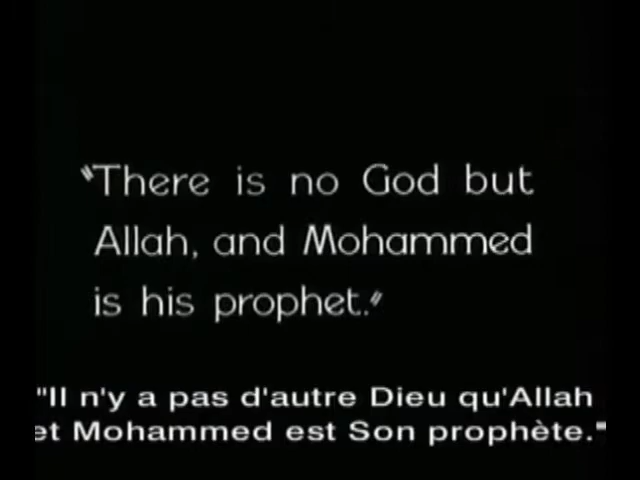 "There is no God but
Allah, and Mohammed
is his prophet."
"Il n'y a pas d'autre Dieu qu'Allah
et Mohammed est Son prophète."